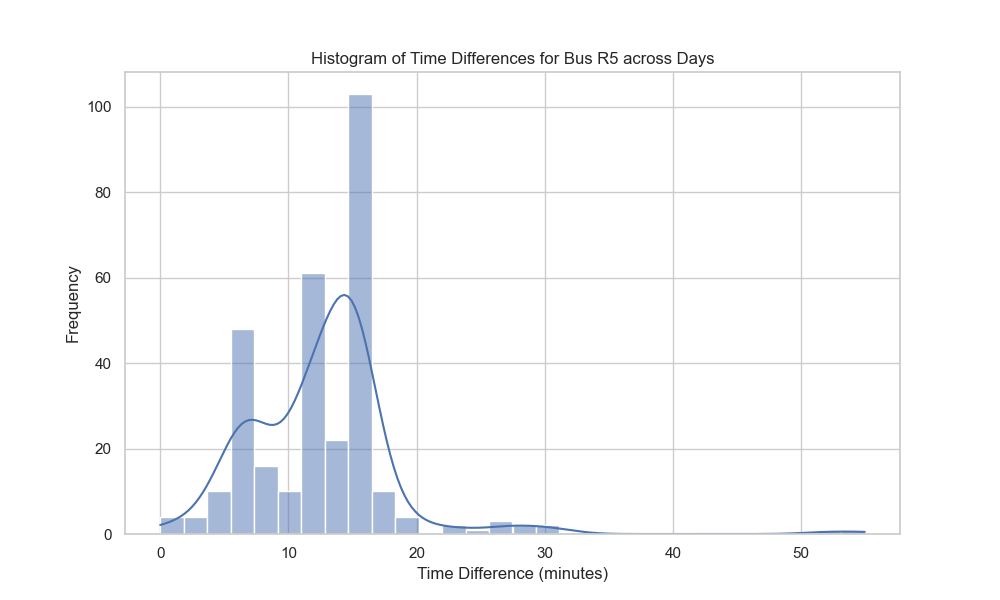 Histogram of Time Differences for Bus R5 across Days
Frequency
100
80
60
40
20
0
0 10 20 30 40 50
Time Difference (minutes)